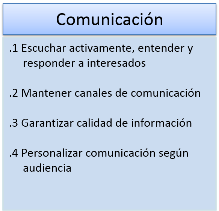 Comunicación
.1 Escuchar activamente, entender y
responder a interesados
.2 Mantener canales de comunicación
.3 Garantizar calidad de información
.4 Personalizar comunicación según
audiencia